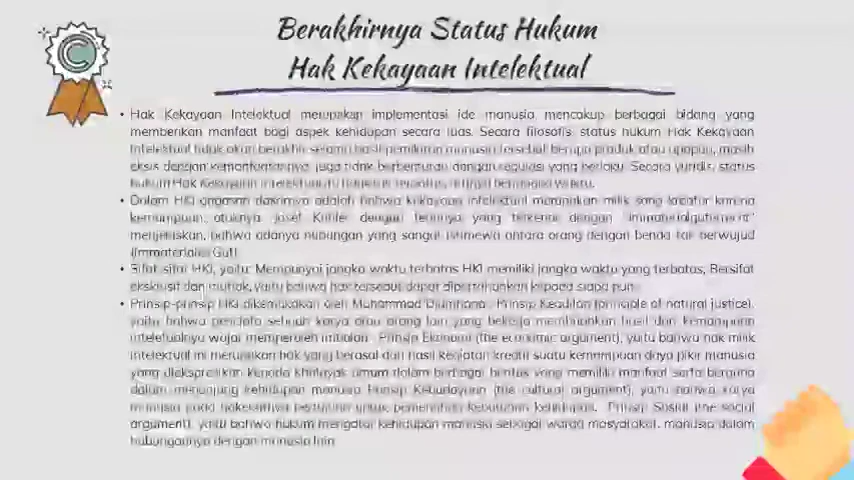 Berakhirnya Status Hukum
Hak Kekayaan Intelektual
• Hak Kekayaan Intelektual merupakan implementasi ide manusia mencakup berbagai bidang yang
memberikan manfaat bagi aspek kehidupan secara luas. Secara filosofis, status hukum Hak Kekayaan
Intelektual tidak akan berakhir selama hasil pemikiran manusia tersebut berupa produk atau apapun, masih
eksis dengan kemanfaatannya, juga tidak berbenturan dengan regulasi yang berlaku. Secara yuridis, status
hukum Hak Kekayaan Intelektual
• Dalam HKI gagasan dasarnya adalah bahwa kekayaan intelektual merupakan milik sang kreator karena
kemampuan otaknya. Josef Kohler dengan teorinya yang terkenal dengan
menjelaskan, bahwa adanya hubungan yang sangat istimewa antara orang dengan benda tak berwujud
(Immaterieles Gut)
• Sifat-sifat HKI, yaitu: Mempunyai jangka waktu terbatas HKI memiliki jangka waktu yang terbatas, Bersifat
eksklusif dan mutlak, yaitu bahwa hak tersebut dapat dipertahankan kepada siapa pun.
• Prinsip-prinsip HKI dikemukakan oleh Muhammad Djumhana : Prinsip Keadilan (principle of natural justice),
yaitu bahwa pencipta sebuah karya atau orang lain yang bekerja membuahkan hasil dari kemampuan
intelektualnya wajar memperoleh imbalan. Prinsip Ekonomi (the economic argument), yaitu bahwa hak milik
intelektual ini merupakan hak yang berasal dari hasil kegiatan kreatif suatu kemampuan daya pikir manusia
yang diekspresikan kepada khalayak umum dalam berbagai bentuk yang memiliki manfaat serta berguna
dalam menunjang kehidupan manusia Prinsip Kebudayaan (the cultural argument), yaitu bahwa karya
manusia pada hakekatnya bertujuan untuk pemenuhan kebutuhan kehidupan. Prinsip Sosial (the social
argument), yaitu bahwa hukum mengatur kehidupan manusia sebagai warga masyarakat, manusia dalam
hubungannya dengan manusia lain